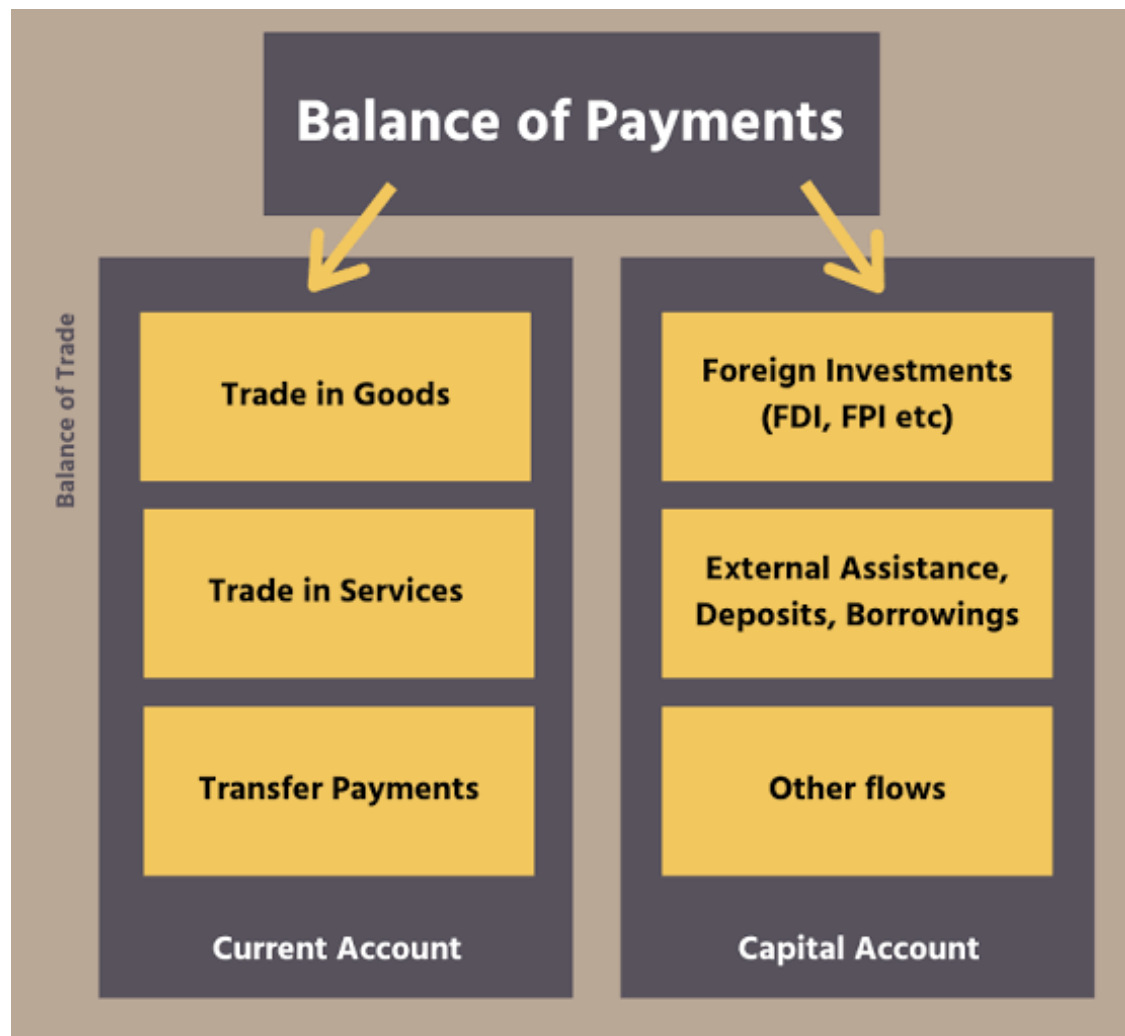 Balance of Payments
Balance of Trade
Trade in Goods
Trade in Services
Transfer Payments
Current Account
Foreign Investments
(FDI, FPI etc)
External Assistance,
Deposits, Borrowings
Other flows
Capital Account